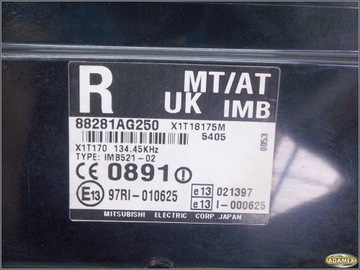 R MT/AT
UK IMB
88281AG250 X1T18175M
5405
0053
X1T170 134.45KHz
TYPE: IMB521-02
CE 0891
E13 97RI-010625
e13 021397
e13 I-000625
MITSUBISHI ELECTRIC CORP.JAPAN
ADAMEX